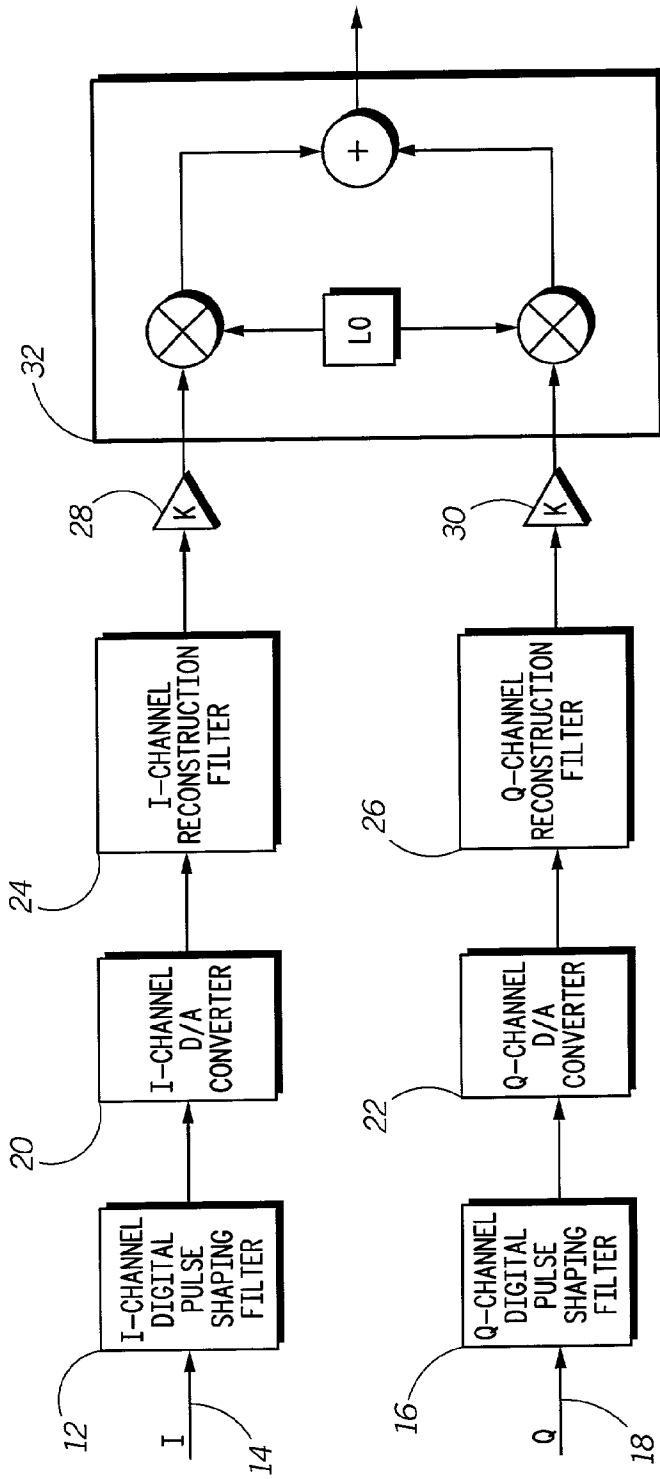 32
28
K
30
K
LO
+
24
I-CHANNEL
RECONSTRUCTION
FILTER
26
Q-CHANNEL
RECONSTRUCTION
FILTER
20
I-CHANNEL
D/A
CONVERTER
22
Q-CHANNEL
D/A
CONVERTER
12
I-CHANNEL
DIGITAL
PULSE
SHAPING
FILTER
I
14
16
Q-CHANNEL
DIGITAL
PULSE
SHAPING
FILTER
Q
18